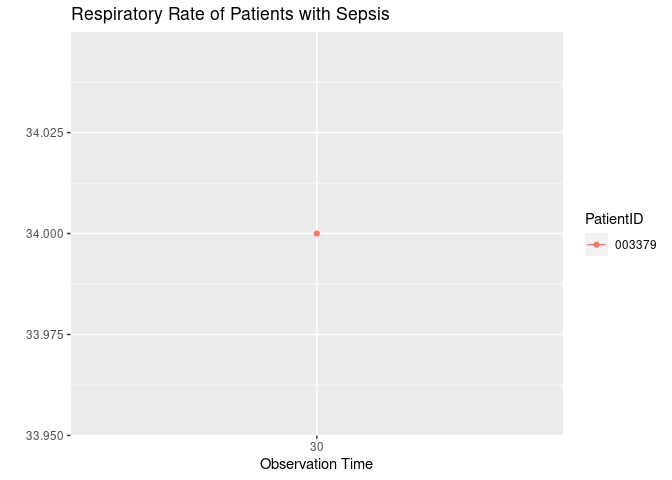 Respiratory Rate of Patients with Sepsis
34.025
34.000
33.975
33.950
30
Observation Time
PatientID
003379